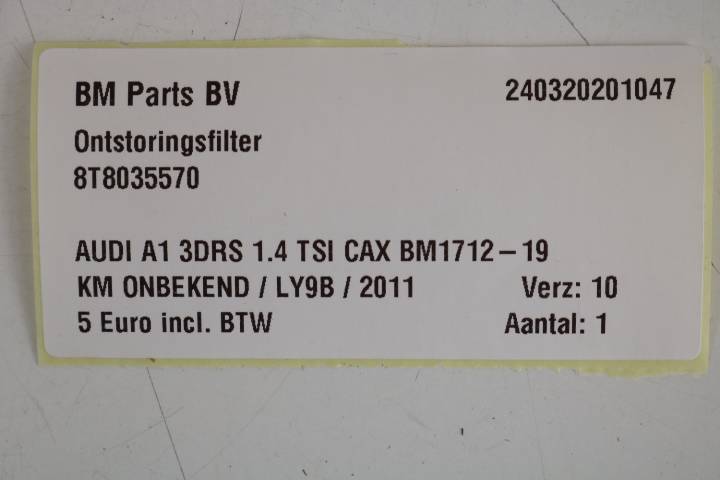 BM Parts BV 240320201047
Ontstoringsfilter
8T8035570
AUDI A1 3DRS 1.4 TSI CAX BM1712-19
KM ONBEKEND / LY9B / 2011 Verz: 10
5 Euro incl. BTW Aantal: 1